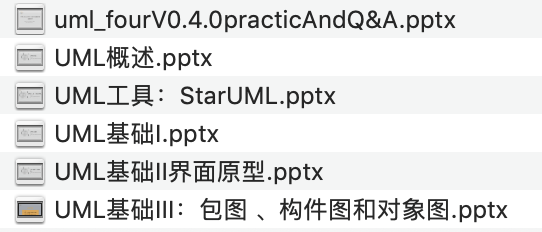 uml_fourV0.4.0practicAndQ&A.pptx
UML概述.pptx
UML工具：StarUML.pptx
UML基础I.pptx
UML基础II界面原型.pptx
UML基础III：包图 、构件图和对象图.pptx